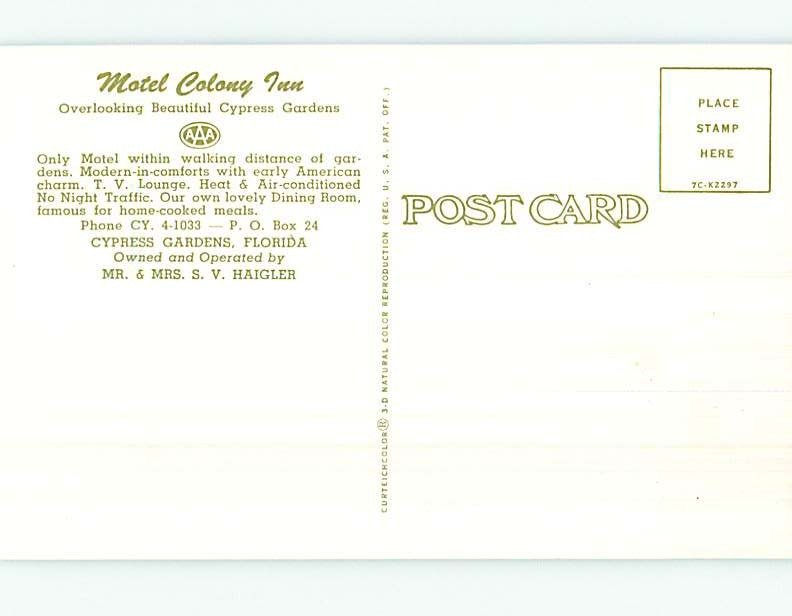 Motel Colony Inn
Overlooking Beautiful Cypress Gardens
AAA
Only Motel within walking distance of gar-
dens. Modern-in-comforts with early American
charm. T. V. Lounge. Heat & Air-conditioned
No Night Traffic. Our own lovely Dining Room,
famous for home-cooked meals.
Phone CY. 4-1033 — P. O. Box 24
CYPRESS GARDENS, FLORIDA
Owned and Operated by
MR. & MRS. S. V. HAIGLER
CURTEICHCOLOR® 3-D NATURAL COLOR REPRODUCTION (REG. U. S. A. PAT. OFF.)
POST CARD
PLACE
STAMP
HERE
7C-K2297